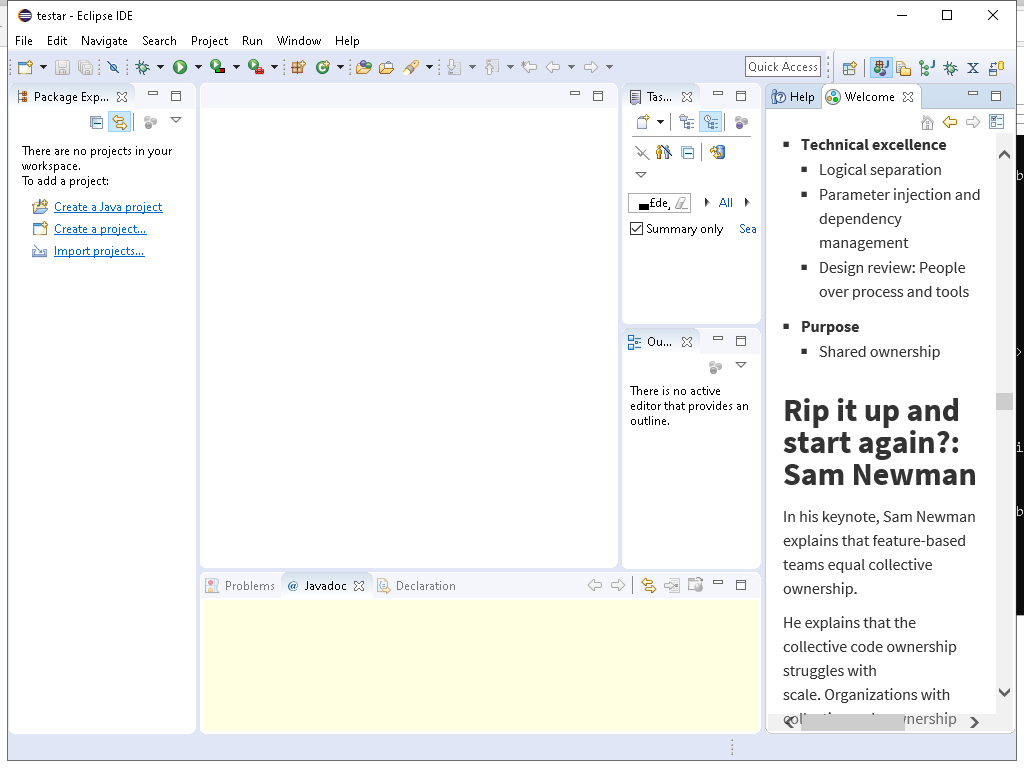 testar - Eclipse IDE
File Edit Navigate Search Project Run Window Help
Quick Access
Package Exp...
There are no projects in your
workspace.
To add a project:
Create a Java project
Create a project...
Import projects...
Tas...
All
Summary only
Sea
Ou...
There is no active
editor that provides an
outline.
Problems
@ Javadoc
Declaration
Help
Welcome
Technical excellence
Logical separation
Parameter injection and
dependency
management
Design review: People
over process and tools
Purpose
Shared ownership
Rip it up and
start again?:
Sam Newman
In his keynote, Sam Newman
explains that feature-based
teams equal collective
ownership.
He explains that the
collective code ownership
struggles with
scale. Organizations with